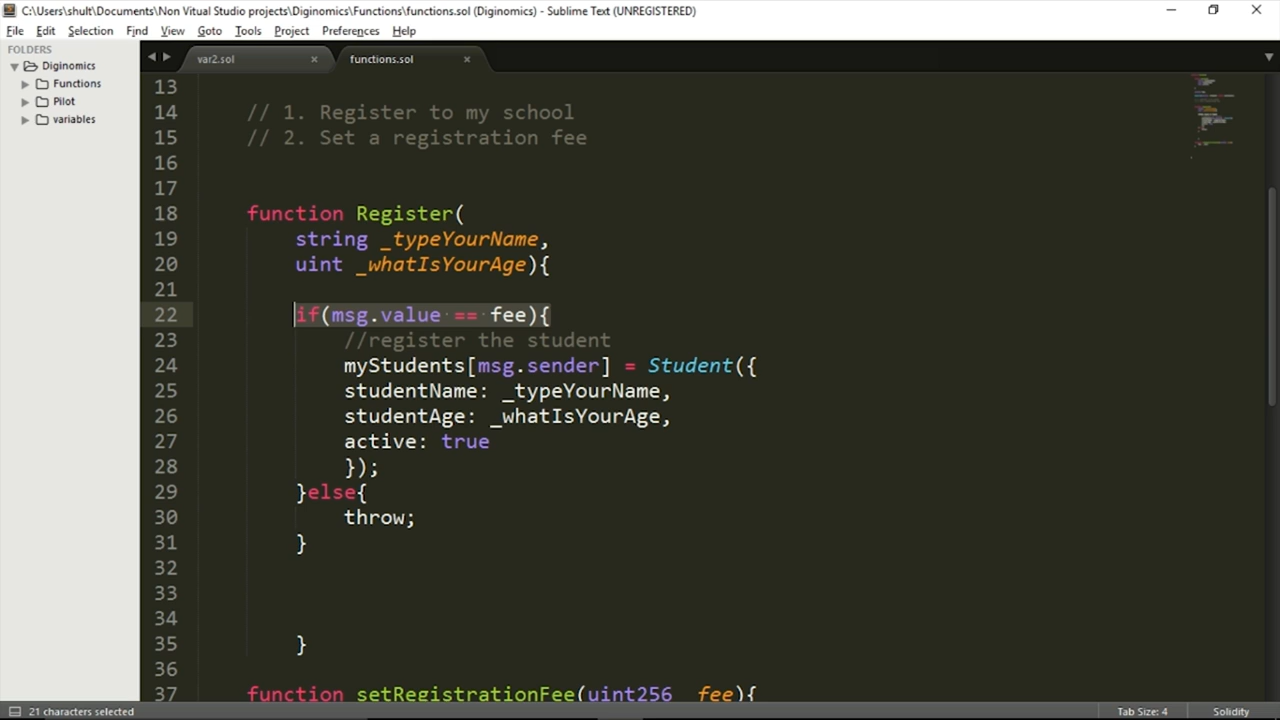 C:\Users\shult\Documents\Non Vitual Studio projects\Diginomics\Functions\functions.sol (Diginomics) - Sublime Text (UNREGISTERED)
File Edit Selection Find View Goto Tools Project Preferences Help
FOLDERS
Diginomics
Functions
Pilot
variables
var2.sol × functions.sol ×
13
14 // 1. Register to my school
15 // 2. Set a registration fee
16
17
18 function Register(
19 string _typeYourName,
20 uint _whatIsYourAge){
21
22 if(msg.value == fee){
23 //register the student
24 myStudents[msg.sender] = Student({
25 studentName: _typeYourName,
26 studentAge: _whatIsYourAge,
27 active: true
28 });
29 }else{
30 throw;
31 }
32
33
34
35 }
36
37 function setRegistrationFee(uint256 _fee){
21 characters selected Tab Size: 4 Solidity